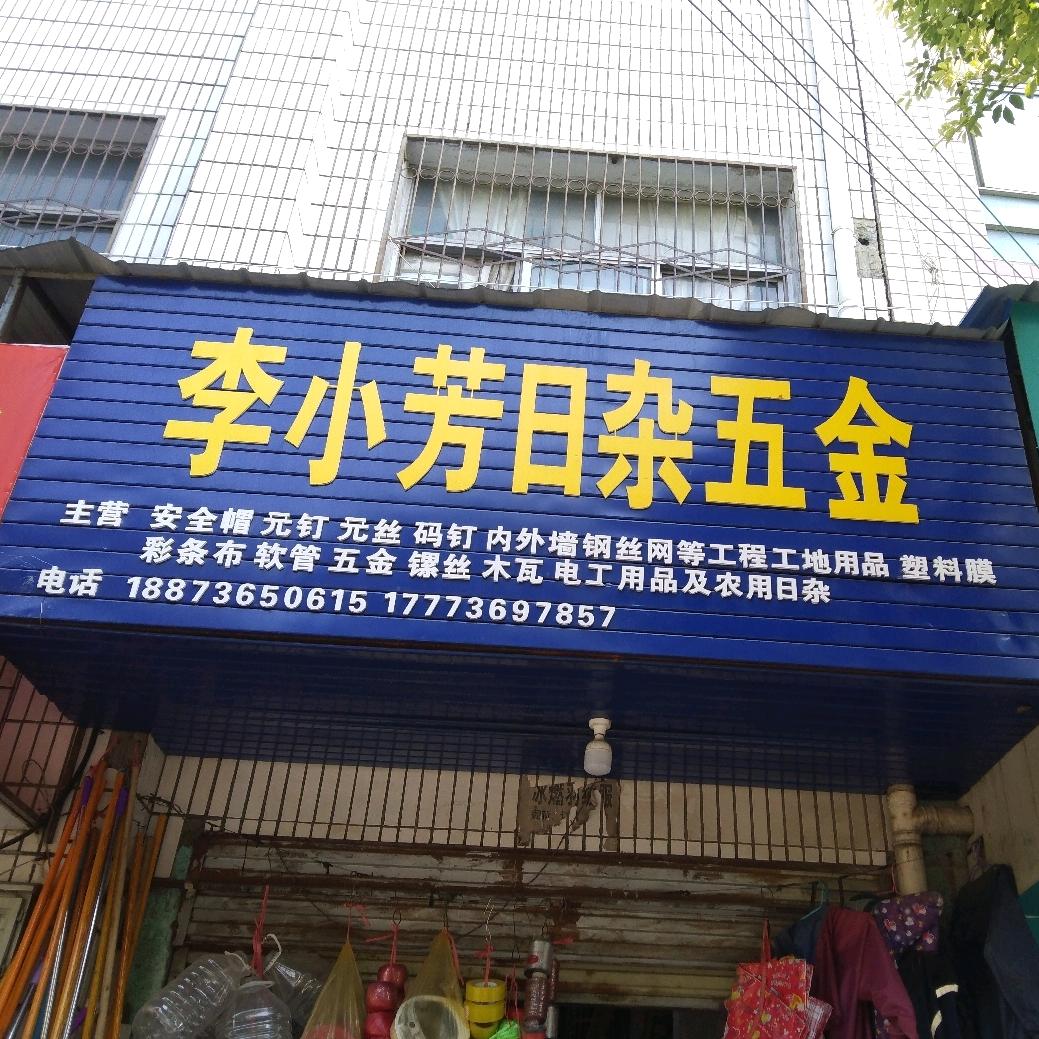 李小芳日杂五金
主营 安全帽 元钉 元丝 码钉 内外墙钢丝网等工程工地用品 塑料膜
彩条布 软管 五金 镙丝 木瓦 电工用品及农用日杂
电话 18873650615 17773697857